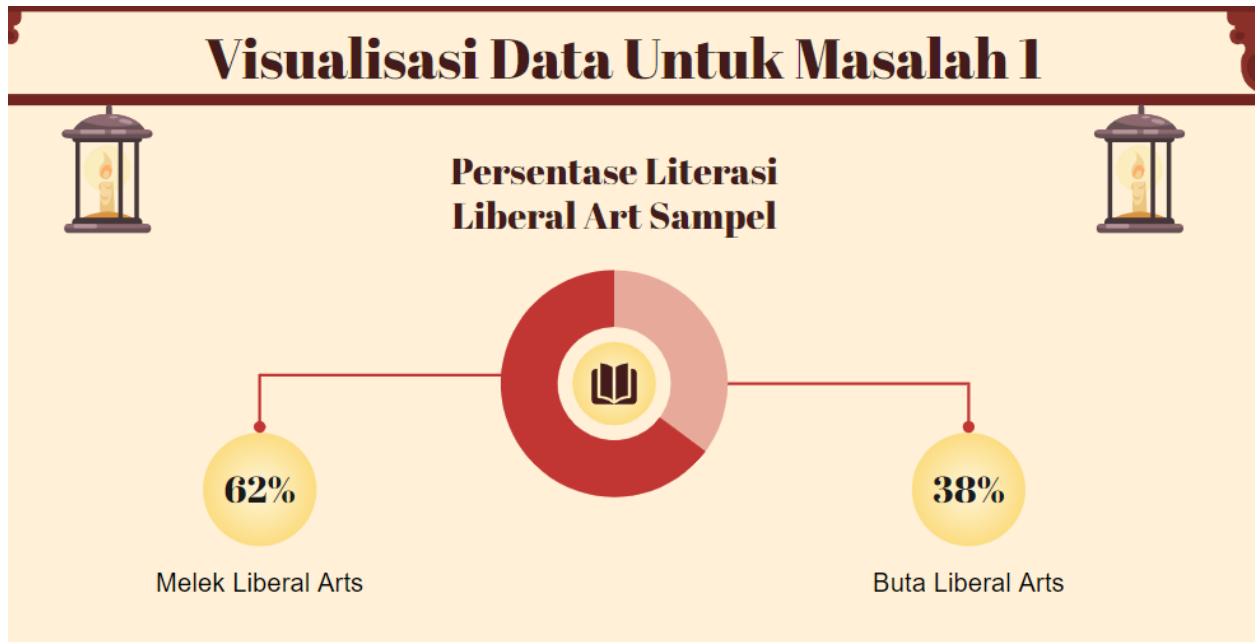 Visualisasi Data Untuk Masalah 1
Persentase Literasi
Liberal Art Sampel
62%
Melek Liberal Arts
38%
Buta Liberal Arts